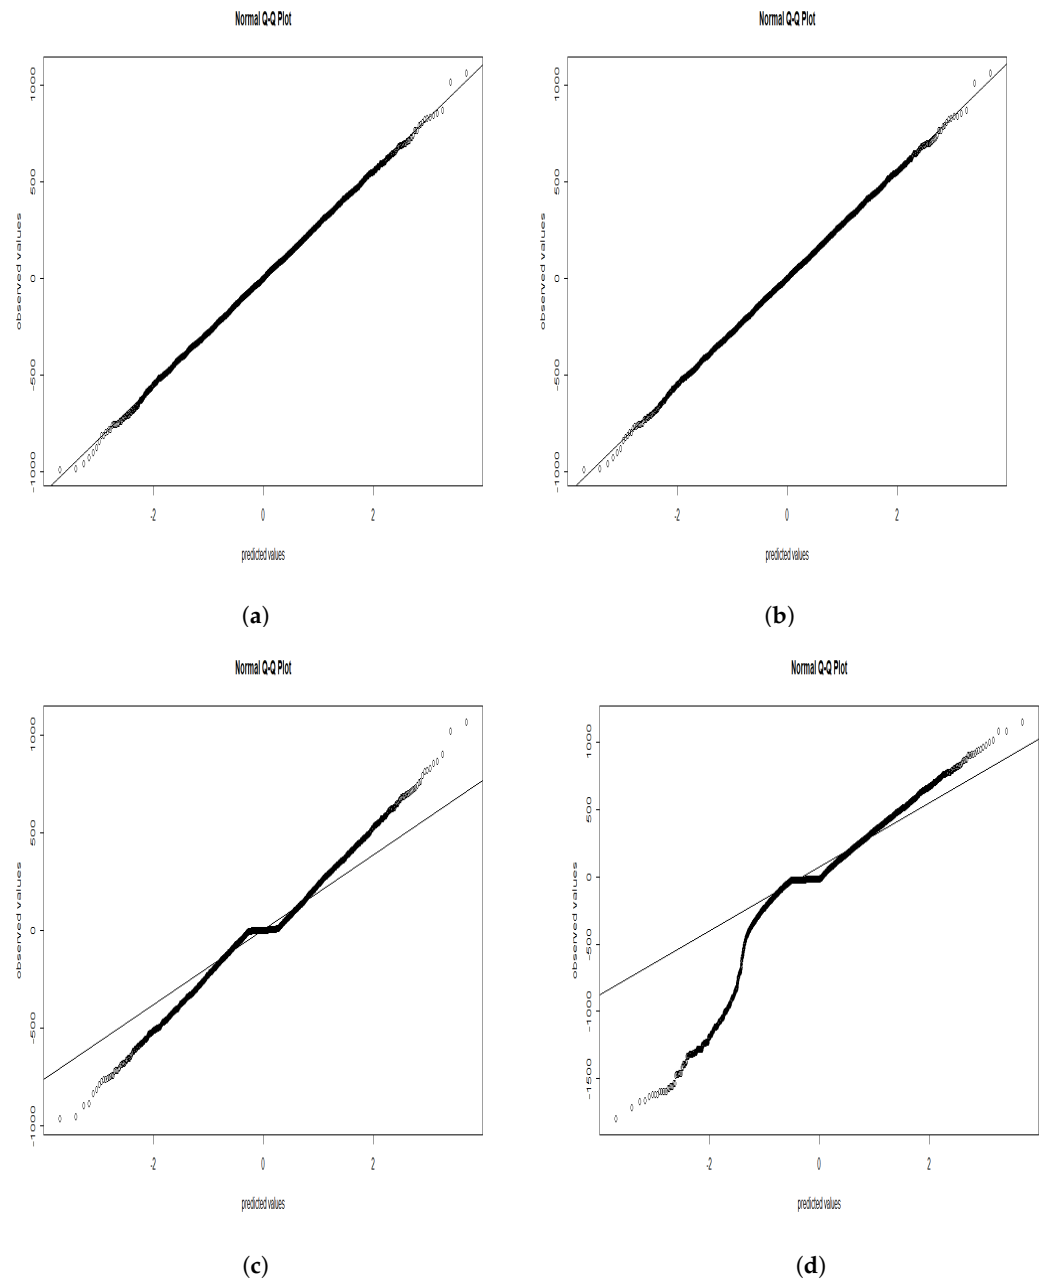 Normal Q-Q Plot
Normal Q-Q Plot
observed values
-1000
-500
0
500
1000
-2
0
2
predicted values
observed values
-1000
-500
0
500
1000
-2
0
2
predicted values
(a)
(b)
Normal Q-Q Plot
Normal Q-Q Plot
observed values
-1000
-500
0
500
1000
-2
0
2
predicted values
observed values
-1500
-1000
-500
0
500
1000
-2
0
2
predicted values
(c)
(d)